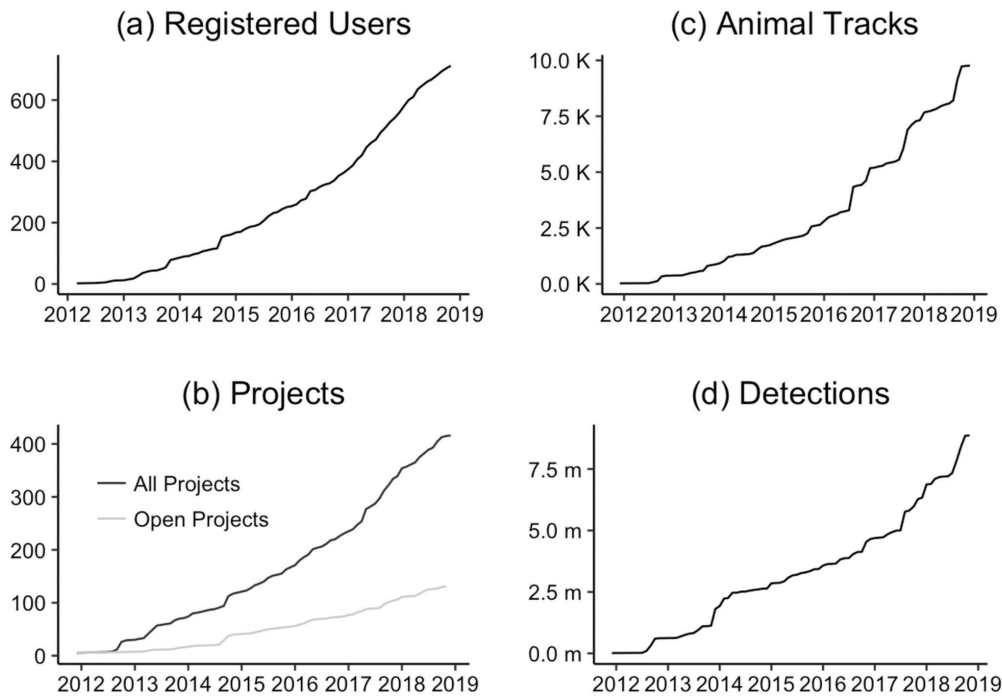 (a) Registered Users
600
400
200
0
2012 2013 2014 2015 2016 2017 2018 2019
(c) Animal Tracks
10.0 K
7.5 K
5.0 K
2.5 K
0.0 K
2012 2013 2014 2015 2016 2017 2018 2019
(b) Projects
400
300
200
100
0
All Projects
Open Projects
2012 2013 2014 2015 2016 2017 2018 2019
(d) Detections
7.5 m
5.0 m
2.5 m
0.0 m
2012 2013 2014 2015 2016 2017 2018 2019